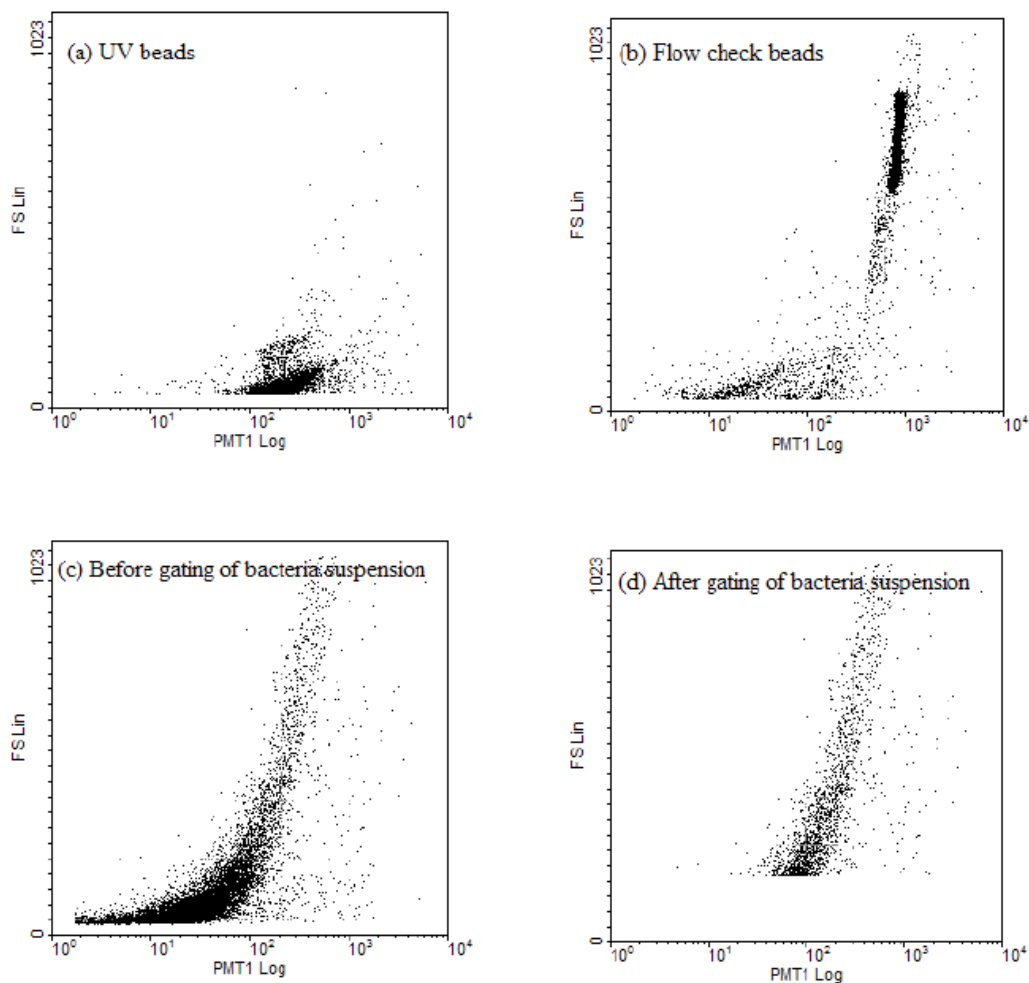 (a) UV beads
1023
FS Lin
0
10⁰ 10¹ 10² 10³ 10⁴
PMT1 Log
(b) Flow check beads
1023
FS Lin
0
10⁰ 10¹ 10² 10³ 10⁴
PMT1 Log
(c) Before gating of bacteria suspension
1023
FS Lin
0
10⁰ 10¹ 10² 10³ 10⁴
PMT1 Log
(d) After gating of bacteria suspension
1023
FS Lin
0
10⁰ 10¹ 10² 10³ 10⁴
PMT1 Log